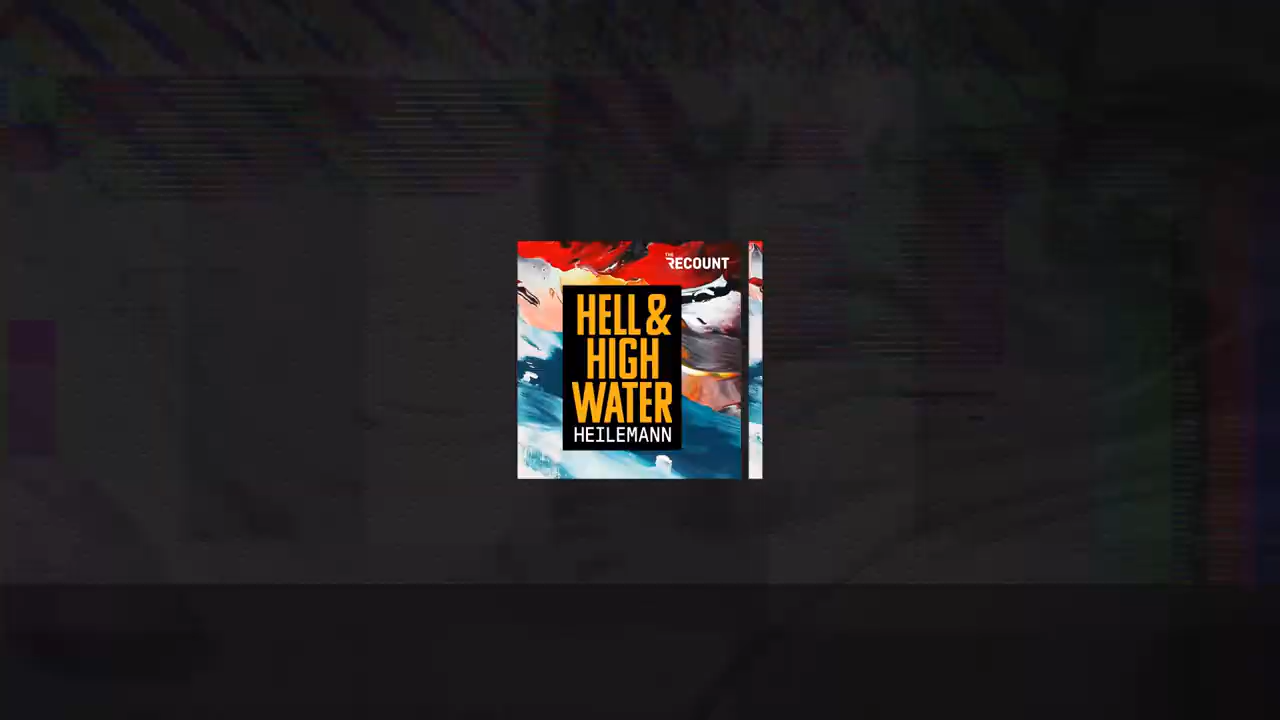 THE
RECOUNT
HELL &
HIGH
WATER
HEILEMANN